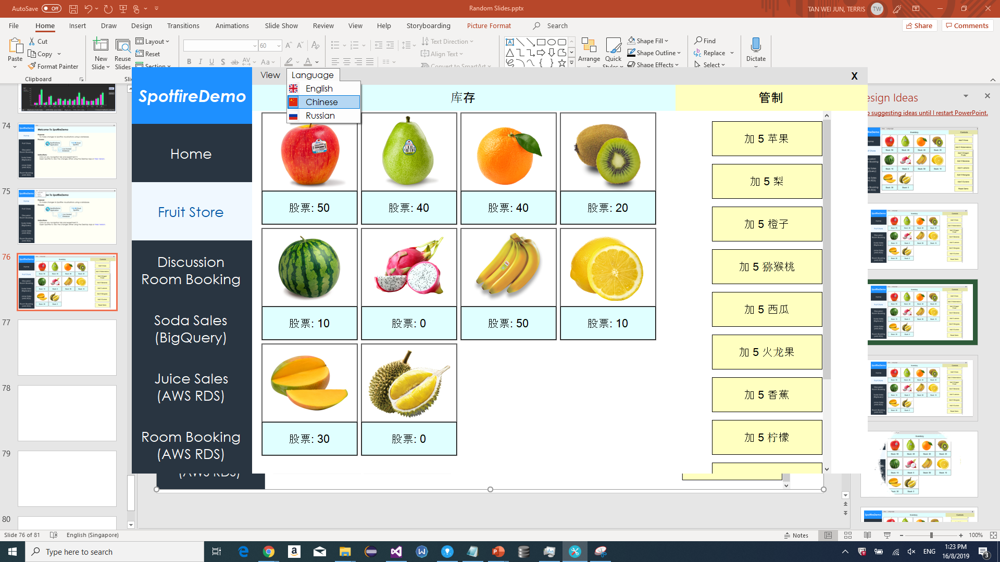 AutoSave Off
Random Slides.pptx
TAN WEI JUN, TERRIS TW
File Home Insert Draw Design Transitions Animations Slide Show Review View Help Storyboarding Picture Format Search
Share Comments
Paste
Cut
Copy
Format Painter
Clipboard
New Slide
Reuse Slides
Layout
Reset
Section
60
Text Direction
Align Text
Convert to SmartArt
Arrange
Quick Styles
Shape Fill
Shape Outline
Shape Effects
Find
Replace
Select
Dictate
View Language X
English
Chinese
Russian
SpotfireDemo
库存
管制
Home
Fruit Store
Discussion
Room Booking
Soda Sales
(BigQuery)
Juice Sales
(AWS RDS)
Room Booking
(AWS RDS)
股票: 50
股票: 40
股票: 40
股票: 20
股票: 10
股票: 0
股票: 50
股票: 10
股票: 30
股票: 0
加 5 苹果
加 5 梨
加 5 橙子
加 5 猕猴桃
加 5 西瓜
加 5 火龙果
加 5 香蕉
加 5 柠檬
(AWS RDS)
74
75
76
77
78
79
80
esign Ideas
suggesting ideas until I restart PowerPoint.
Slide 76 of 81
English (Singapore)
Notes
100%
Type here to search
ENG
1:23 PM
16/8/2019
3